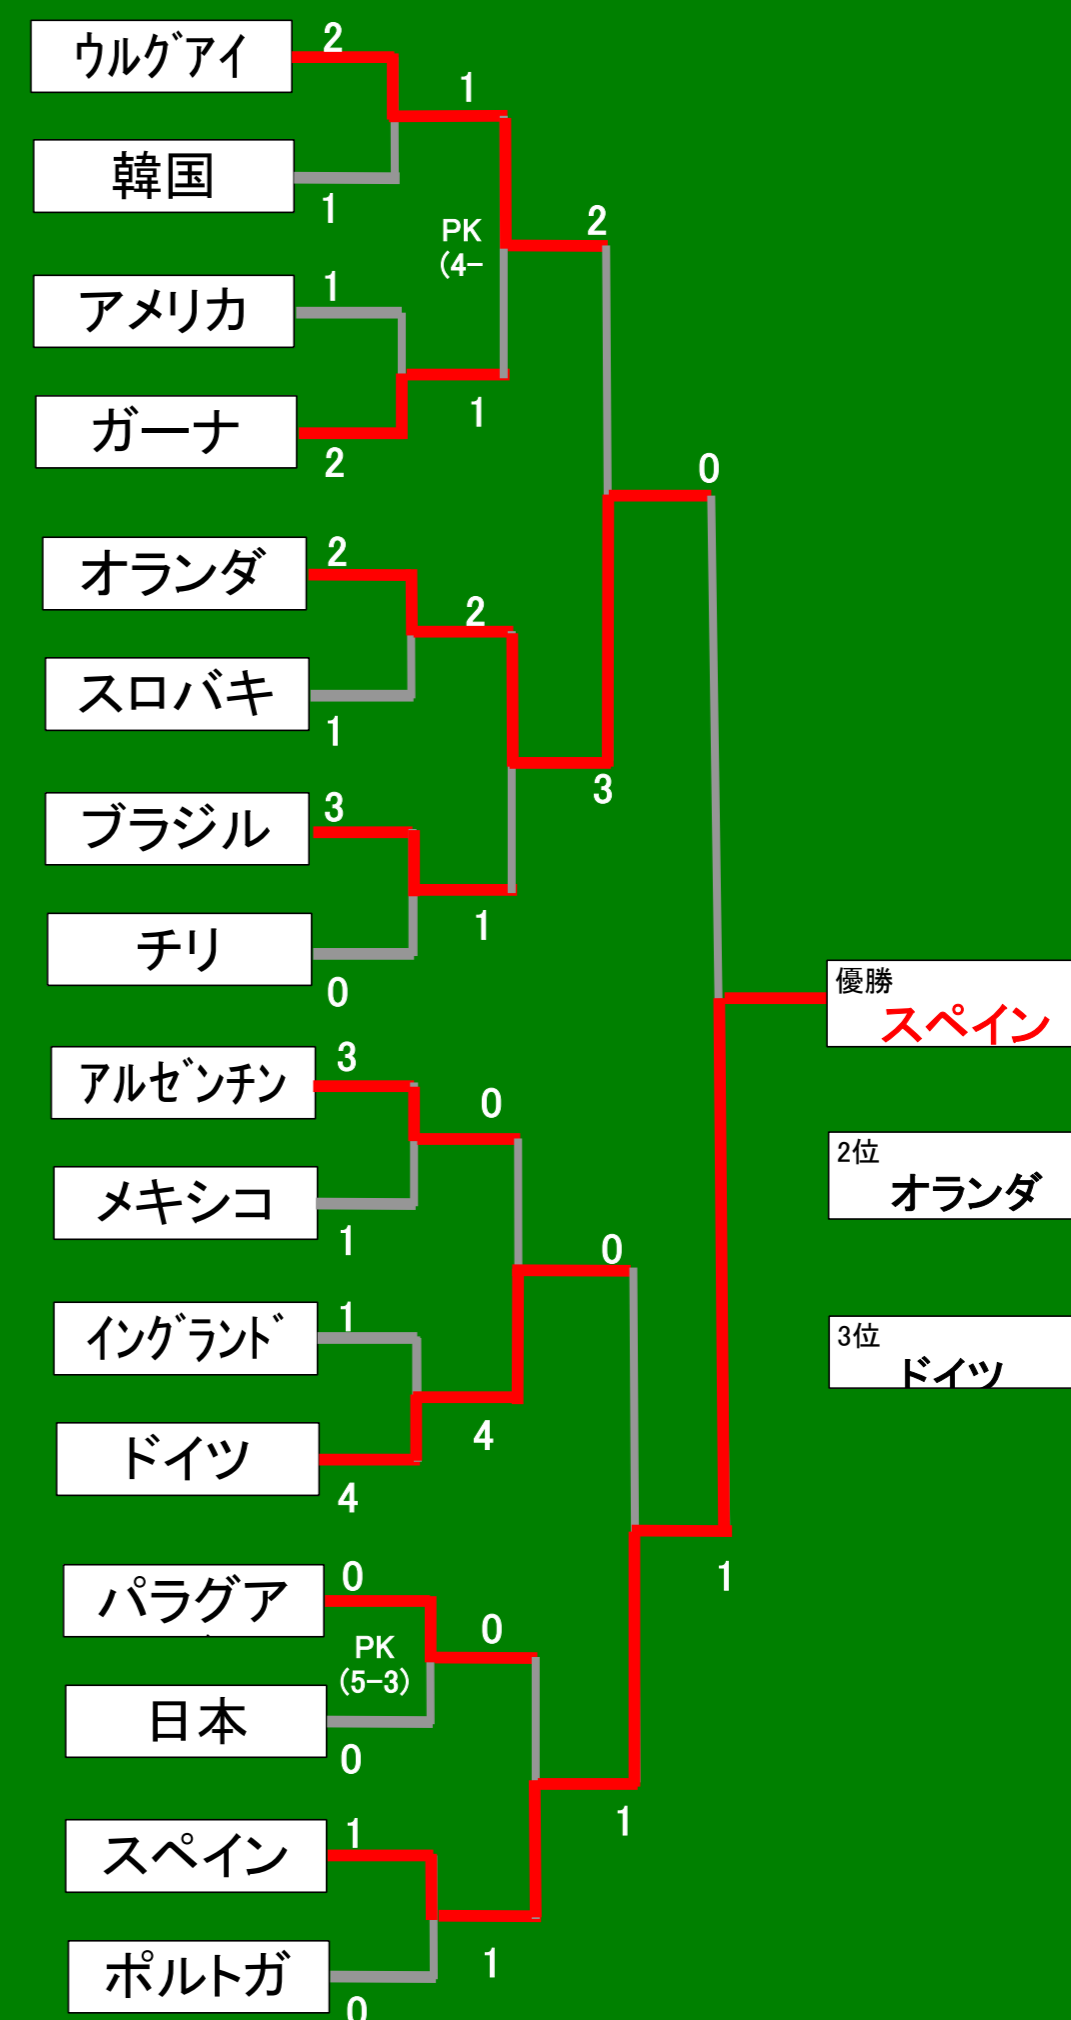 ウルグアイ
2
1
韓国
1
PK
(4-
2
アメリカ
1
ガーナ
2
1
0
オランダ
2
2
スロバキ
1
3
ブラジル
3
チリ
0
1
優勝
スペイン
アルゼンチン
3
0
メキシコ
1
2位
オランダ
イングランド
1
0
3位
ドイツ
ドイツ
4
4
パラグア
0
PK
(5-3)
0
1
日本
0
スペイン
1
1
ポルトガ
0
1